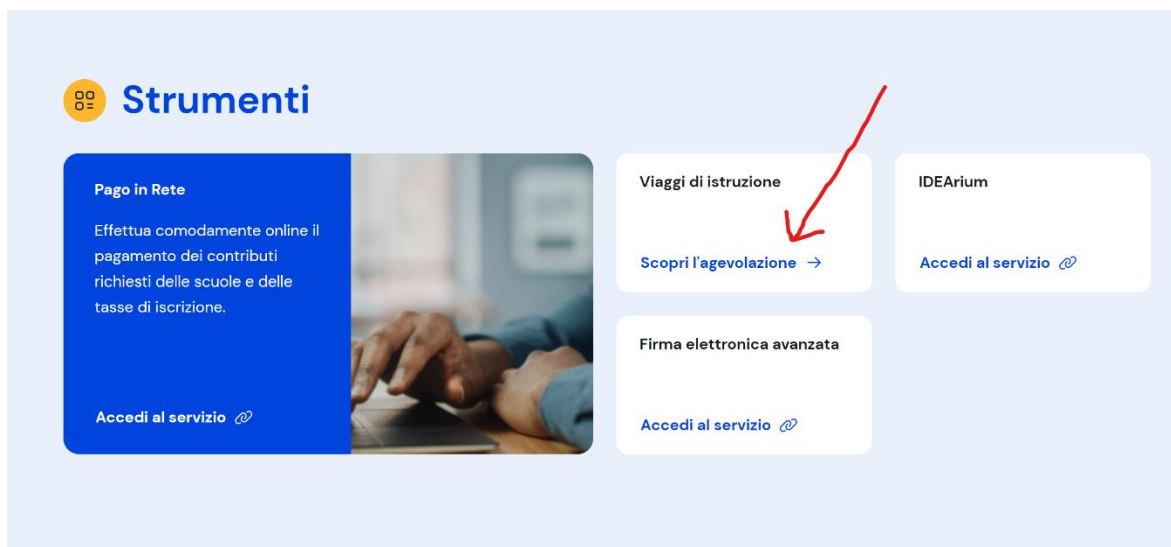 Strumenti
Pago in Rete
Effettua comodamente online il
pagamento dei contributi
richiesti delle scuole e delle
tasse di iscrizione.
Accedi al servizio
Viaggi di istruzione
Scopri l'agevolazione →
IDEArium
Accedi al servizio
Firma elettronica avanzata
Accedi al servizio